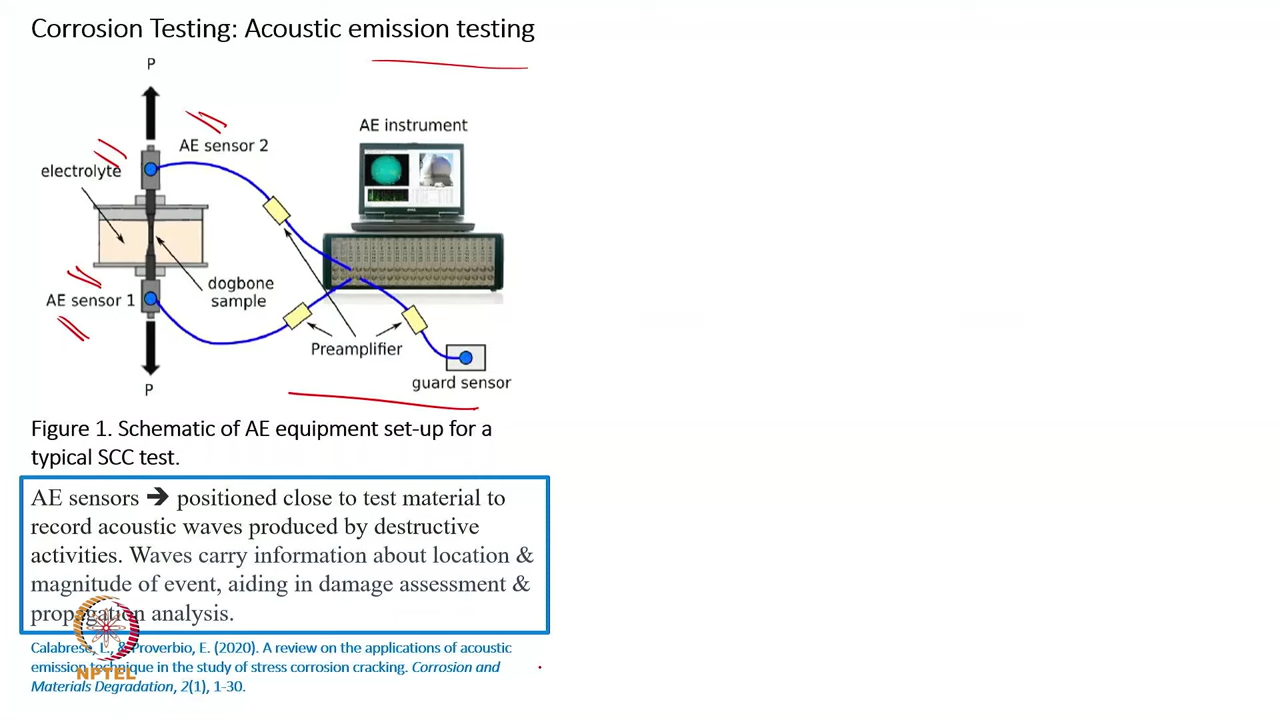 Corrosion Testing: Acoustic emission testing
P
AE sensor 2
AE instrument
electrolyte
dogbone
sample
AE sensor 1
Preamplifier
guard sensor
P
Figure 1. Schematic of AE equipment set-up for a
typical SCC test.
AE sensors ➔ positioned close to test material to
record acoustic waves produced by destructive
activities. Waves carry information about location &
magnitude of event, aiding in damage assessment &
propagation analysis.
Calabrese, L., & Proverbio, E. (2020). A review on the applications of acoustic
emission technique in the study of stress corrosion cracking. Corrosion and
Materials Degradation, 2(1), 1-30.
NPTEL